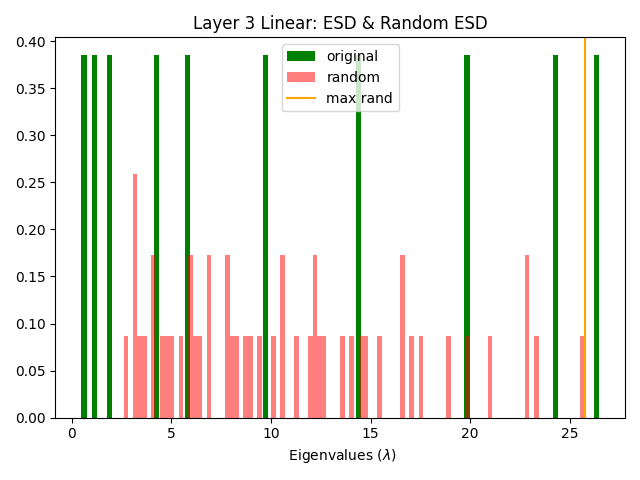 Layer 3 Linear: ESD & Random ESD
original
random
max rand
0.40
0.35
0.30
0.25
0.20
0.15
0.10
0.05
0.00
0 5 10 15 20 25
Eigenvalues (λ)